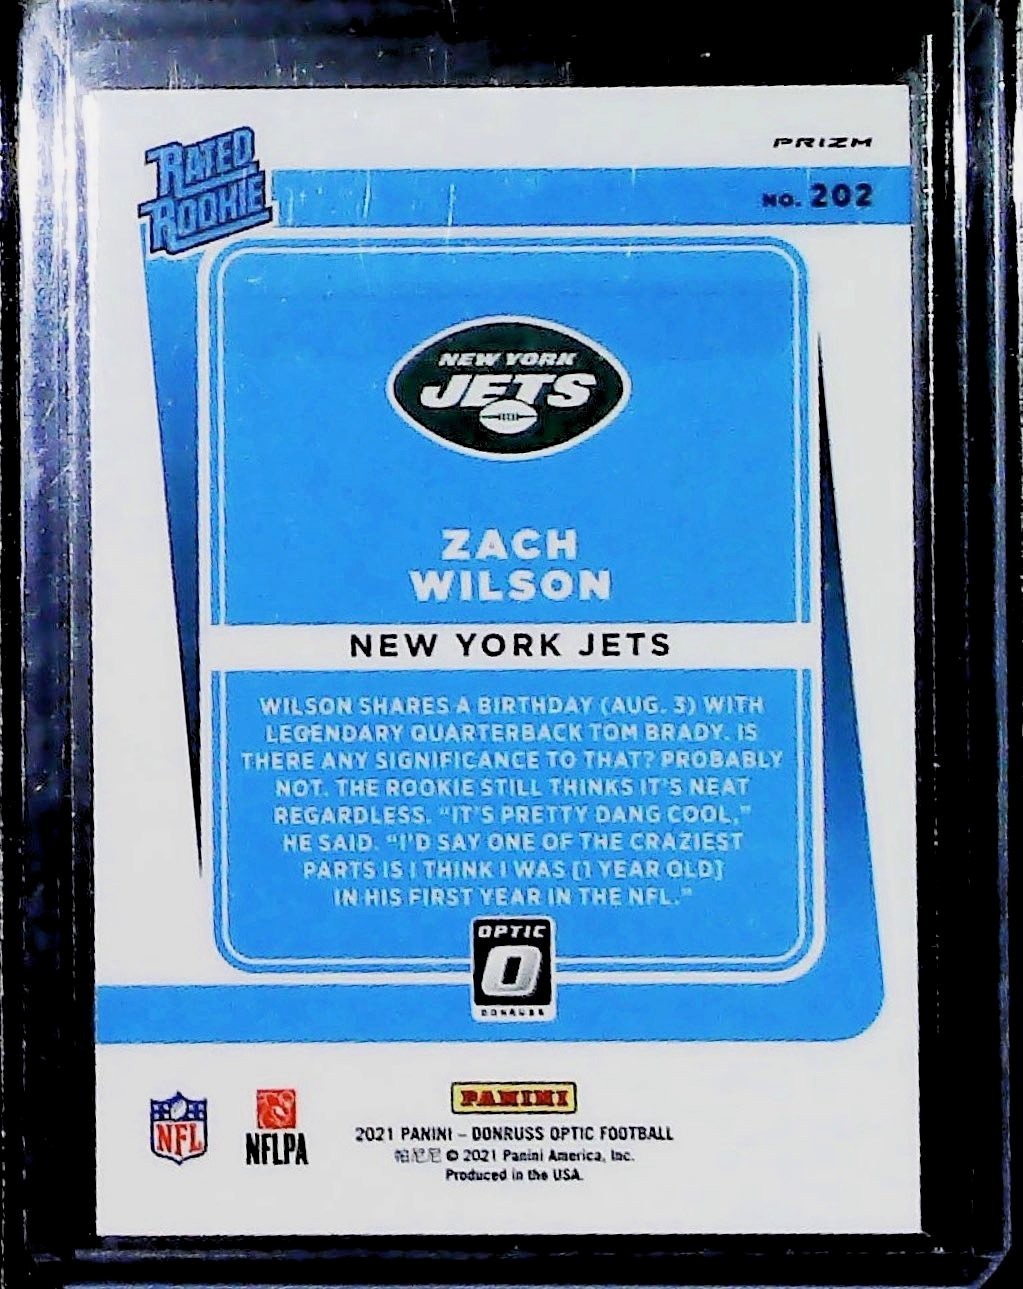 RATED
ROOKIE
PRIZM
NO. 202
NEW YORK
JETS
ZACH
WILSON
NEW YORK JETS
WILSON SHARES A BIRTHDAY (AUG. 3) WITH
LEGENDARY QUARTERBACK TOM BRADY. IS
THERE ANY SIGNIFICANCE TO THAT? PROBABLY
NOT. THE ROOKIE STILL THINKS IT'S NEAT
REGARDLESS. "IT'S PRETTY DANG COOL,"
HE SAID. "I'D SAY ONE OF THE CRAZIEST
PARTS IS I THINK I WAS [1 YEAR OLD]
IN HIS FIRST YEAR IN THE NFL."
OPTIC
O
DONRUSS
NFL
NFLPA
PANINI
2021 PANINI – DONRUSS OPTIC FOOTBALL
© 2021 Panini America, Inc.
Produced in the USA.